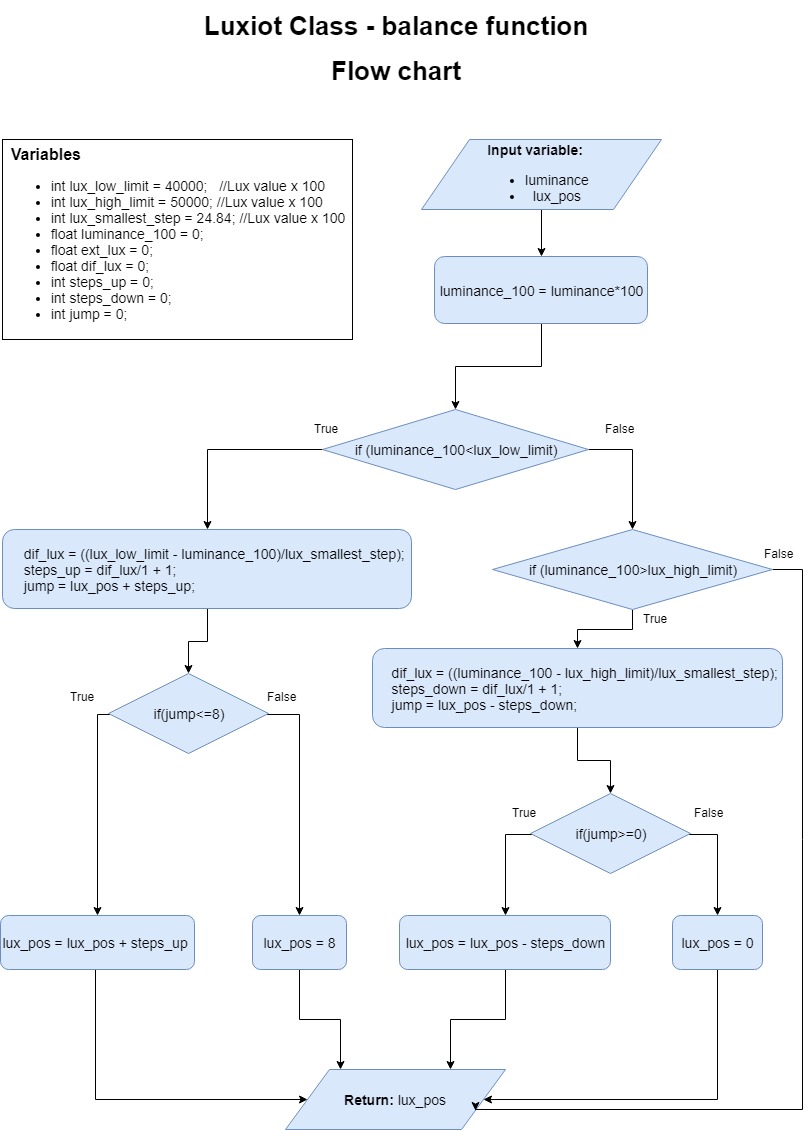 Luxiot Class - balance function
Flow chart
Variables
• int lux_low_limit = 40000;   //Lux value x 100
• int lux_high_limit = 50000; //Lux value x 100
• int lux_smallest_step = 24.84; //Lux value x 100
• float luminance_100 = 0;
• float ext_lux = 0;
• float dif_lux = 0;
• int steps_up = 0;
• int steps_down = 0;
• int jump = 0;
Input variable:
• luminance
• lux_pos
luminance_100 = luminance*100
True
False
if (luminance_100<lux_low_limit)
dif_lux = ((lux_low_limit - luminance_100)/lux_smallest_step);
steps_up = dif_lux/1 + 1;
jump = lux_pos + steps_up;
False
if (luminance_100>lux_high_limit)
True
dif_lux = ((luminance_100 - lux_high_limit)/lux_smallest_step);
steps_down = dif_lux/1 + 1;
jump = lux_pos - steps_down;
True
False
if(jump<=8)
True
False
if(jump>=0)
lux_pos = lux_pos + steps_up
lux_pos = 8
lux_pos = lux_pos - steps_down
lux_pos = 0
Return: lux_pos